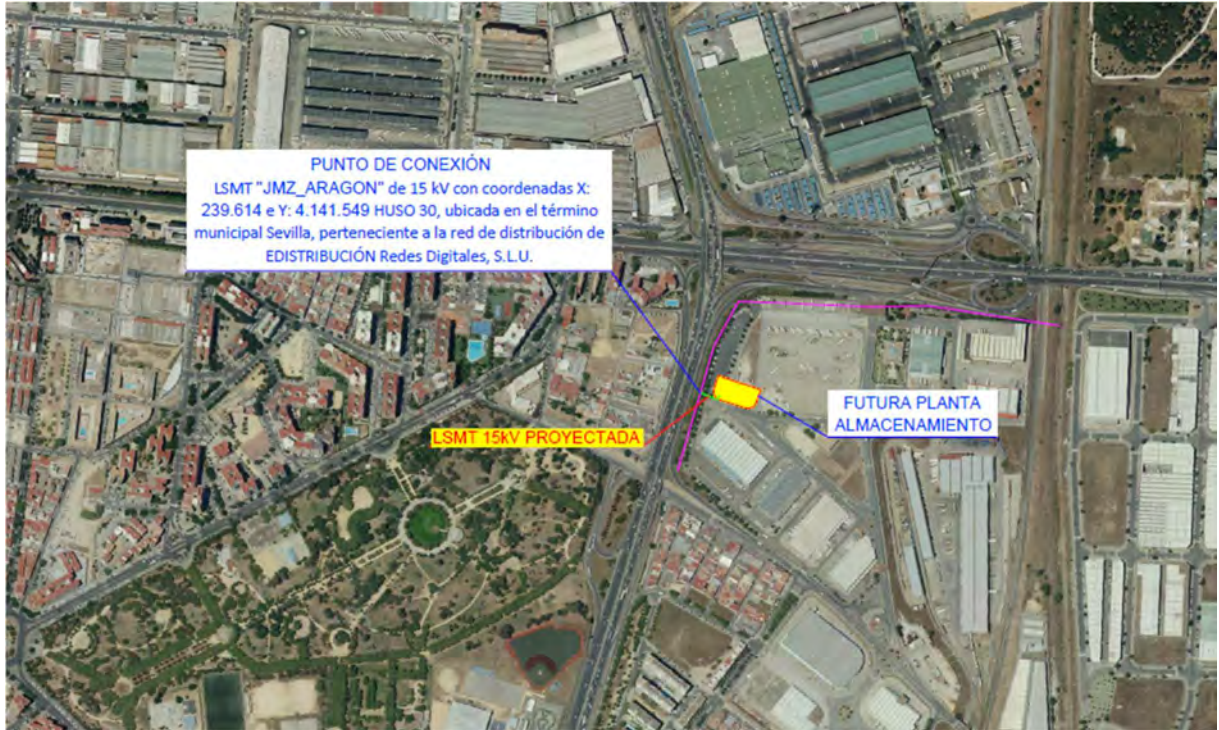 PUNTO DE CONEXIÓN
LSMT "JMZ_ARAGON" de 15 kV con coordenadas X:
239.614 e Y: 4.141.549 HUSO 30, ubicada en el término
municipal Sevilla, perteneciente a la red de distribución de
EDISTRIBUCIÓN Redes Digitales, S.L.U.
FUTURA PLANTA
ALMACENAMIENTO
LSMT 15kV PROYECTADA